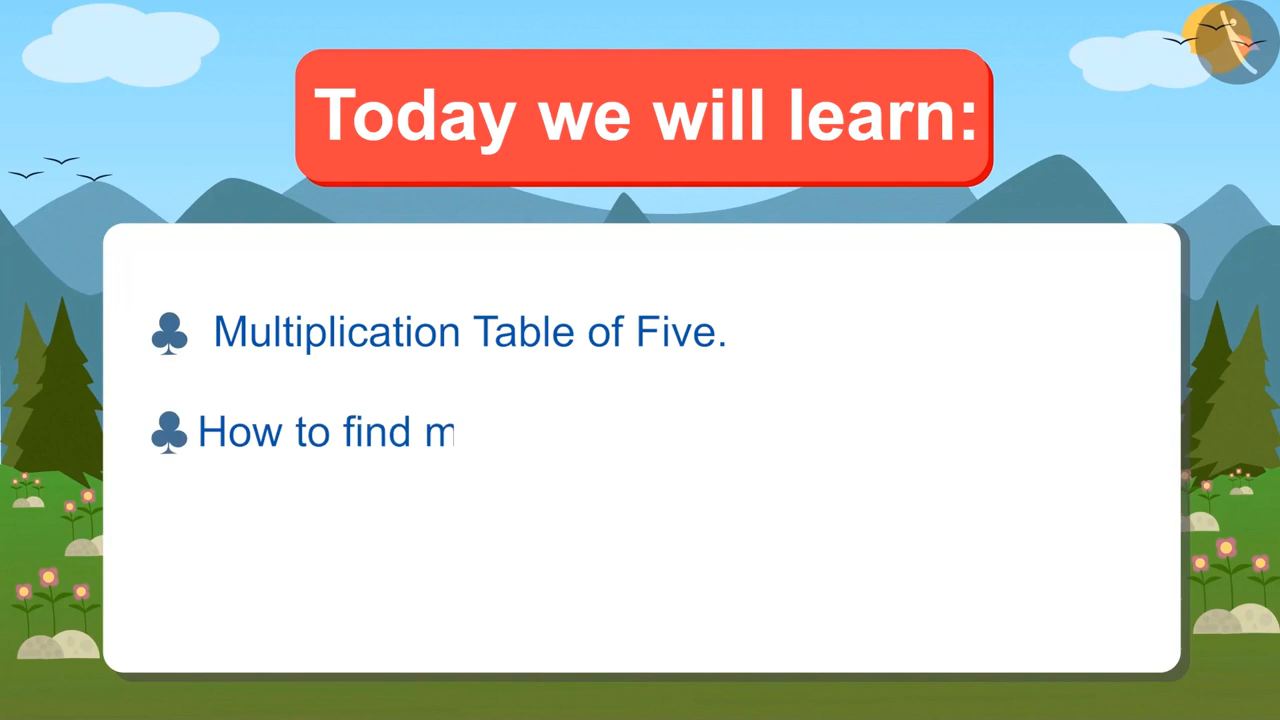 Today we will learn:
♣ Multiplication Table of Five.
♣ How to find m